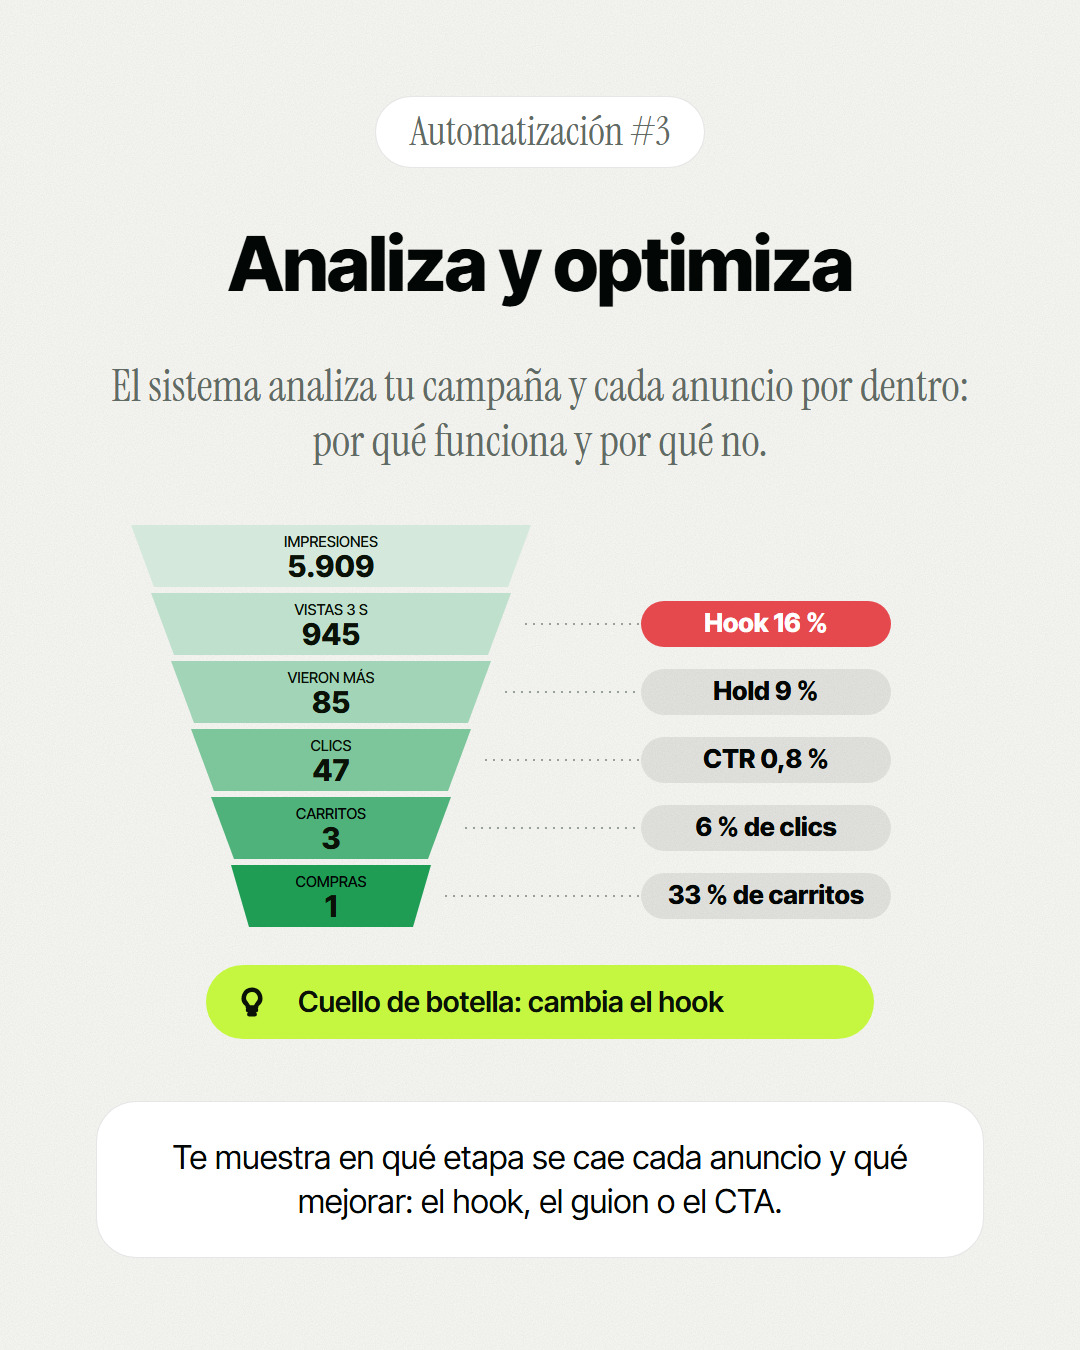 Automatización #3
Analiza y optimiza
El sistema analiza tu campaña y cada anuncio por dentro:
por qué funciona y por qué no.
IMPRESIONES
5.909
VISTAS 3 S
945
Hook 16 %
VIERON MÁS
85
Hold 9 %
CLICS
47
CTR 0,8 %
CARRITOS
3
6 % de clics
COMPRAS
1
33 % de carritos
Cuello de botella: cambia el hook
Te muestra en qué etapa se cae cada anuncio y qué
mejorar: el hook, el guion o el CTA.